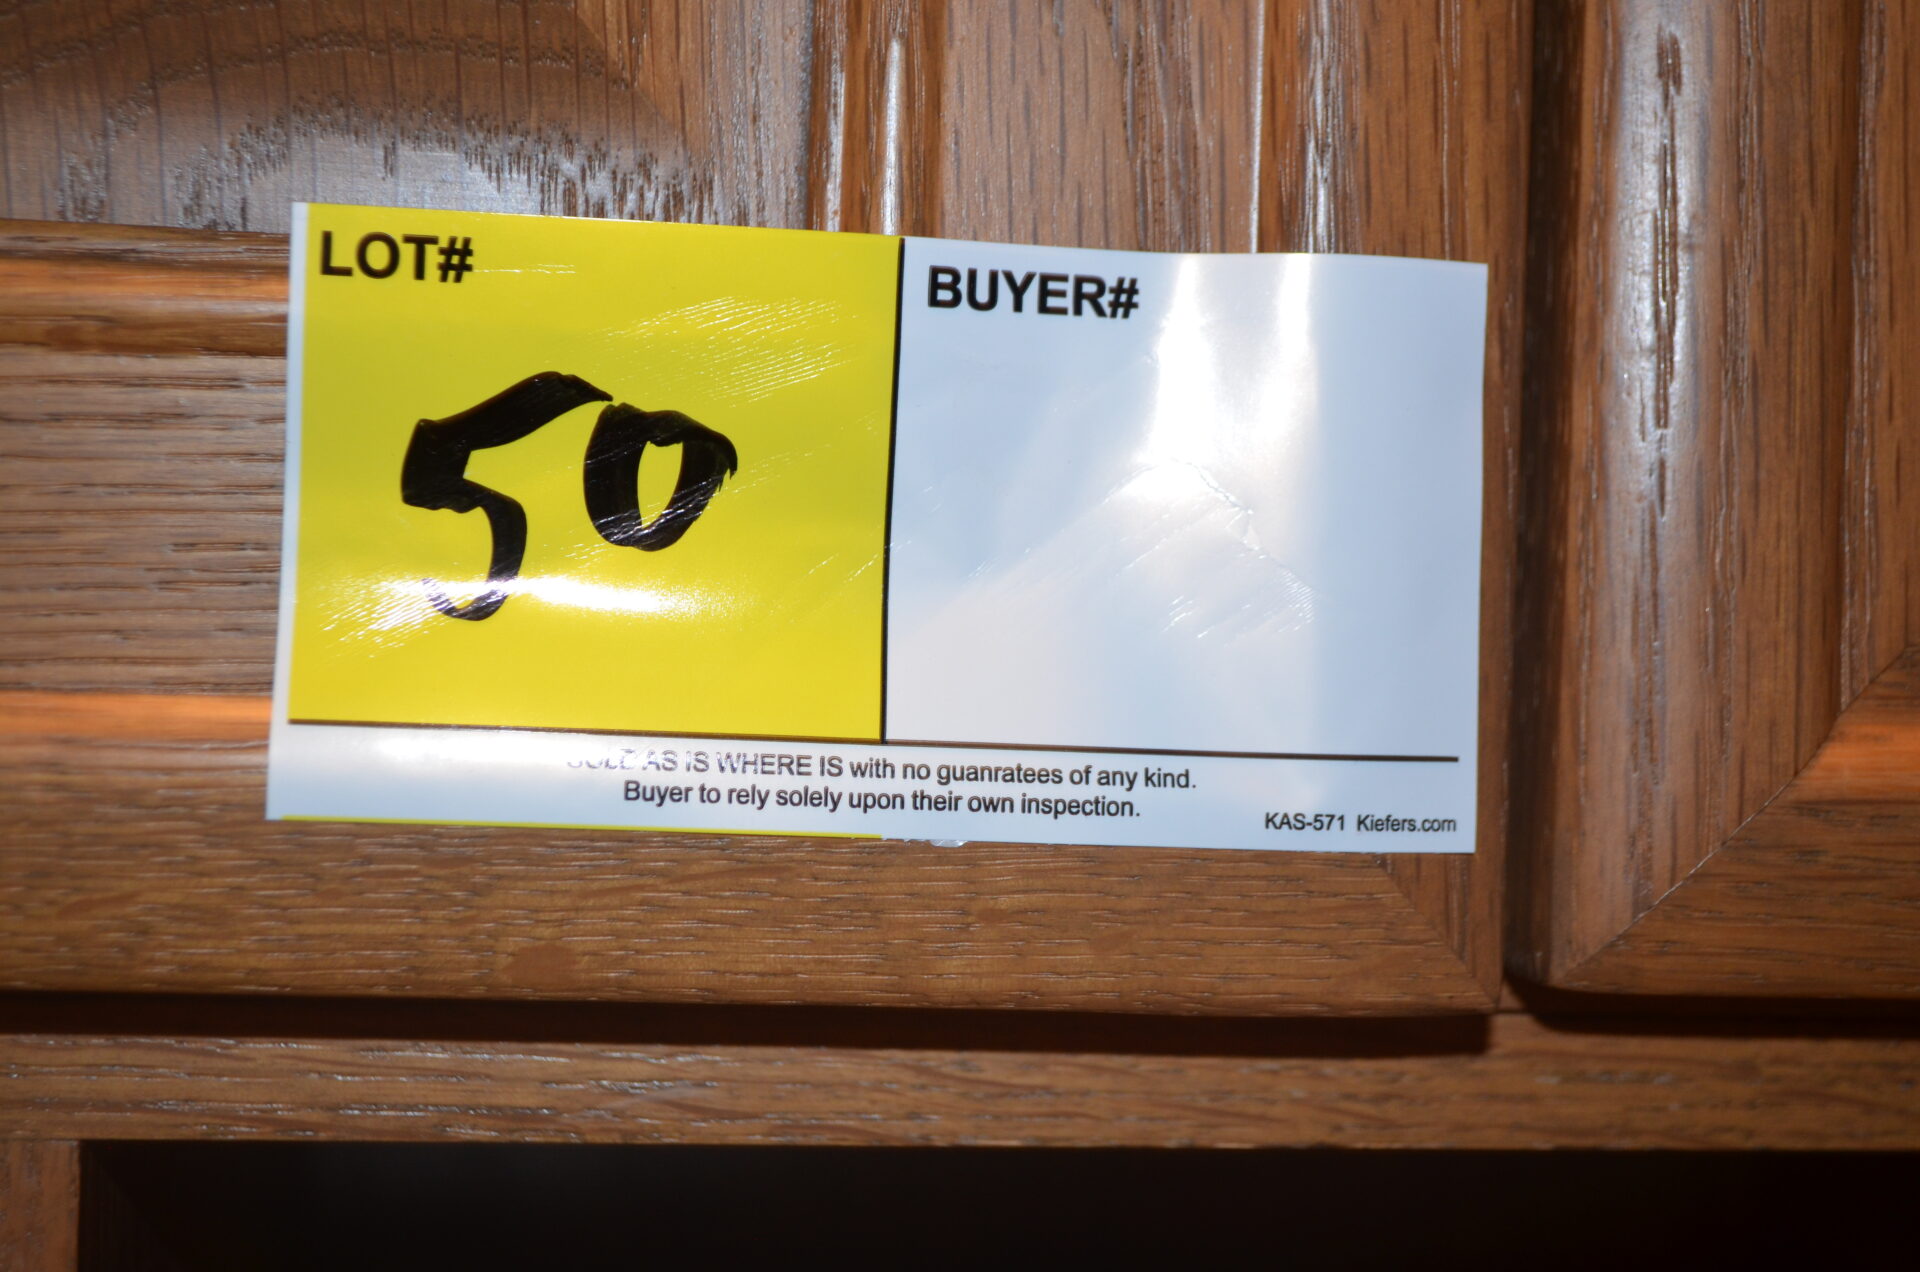 LOT#
BUYER#
50
SOLD AS IS WHERE IS with no guanratees of any kind.
Buyer to rely solely upon their own inspection.
KAS-571 Kiefers.com